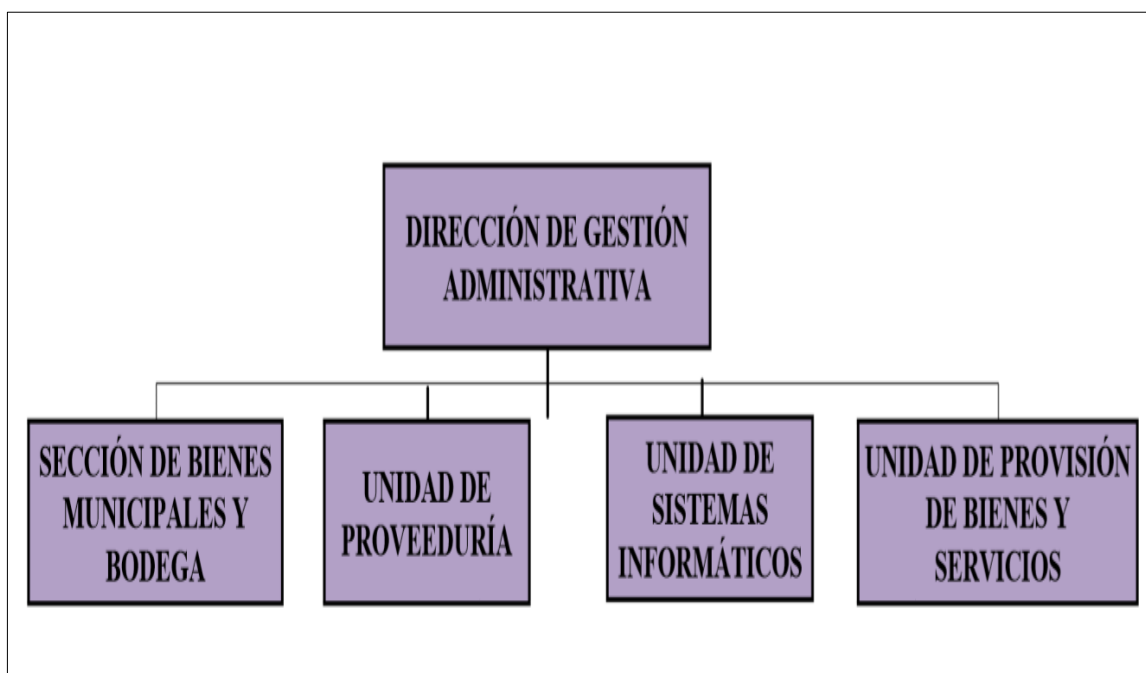 DIRECCIÓN DE GESTIÓN
ADMINISTRATIVA
SECCIÓN DE BIENES
MUNICIPALES Y
BODEGA
UNIDAD DE
PROVEEDURÍA
UNIDAD DE
SISTEMAS
INFORMÁTICOS
UNIDAD DE PROVISIÓN
DE BIENES Y
SERVICIOS